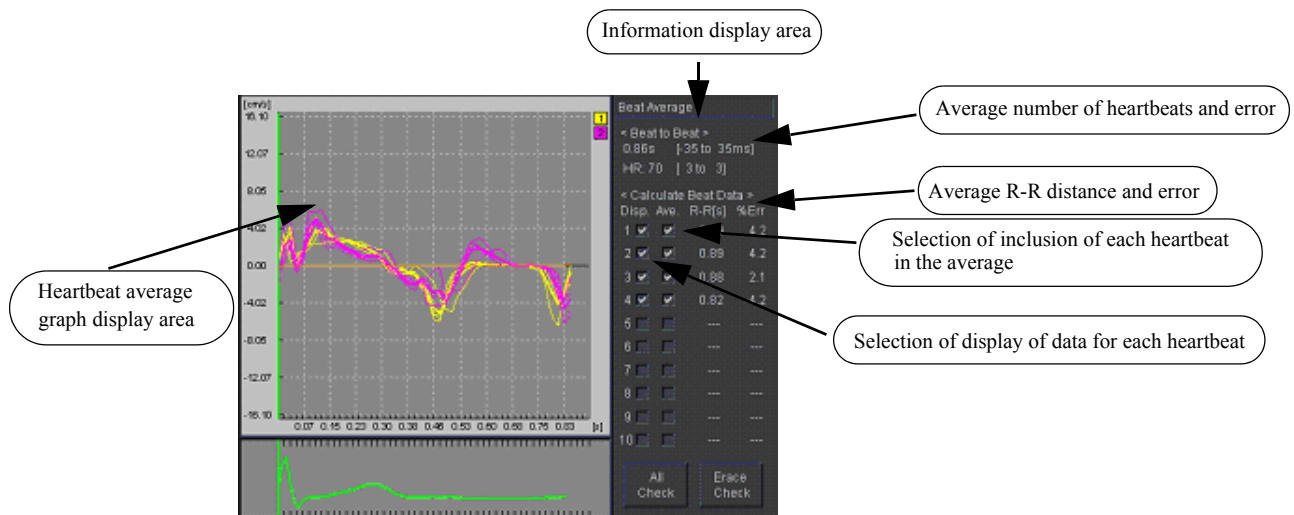 Information display area
Average number of heartbeats and error
Average R-R distance and error
Selection of inclusion of each heartbeat
in the average
Selection of display of data for each heartbeat
Heartbeat average
graph display area
[cm/s]
16.10
12.07
8.05
4.02
0.00
-4.02
-8.05
-12.07
-16.10
0.07 0.15 0.23 0.30 0.38 0.46 0.53 0.61 0.68 0.76 0.83 [s]
1
2
Beat Average
< Beat to Beat >
0.86s [-35 to 35ms]
HR. 70 [ 3 to 3]
< Calculate Beat Data >
Disp. Ave. R-R[s] %Err
1 4.2
2 0.89 4.2
3 0.88 2.1
4 0.82 4.2
5 --- ---
6 --- ---
7 --- ---
8 --- ---
9 --- ---
10 --- ---
All
Check
Erace
Check